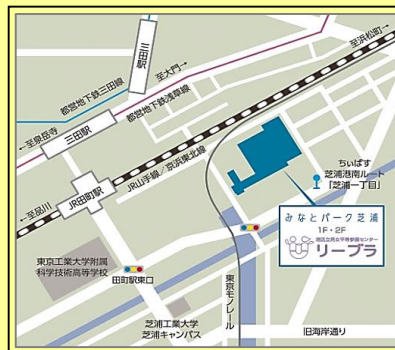 至浜松町→
三田駅
都営地下鉄三田線
至大門→
都営地下鉄浅草線
←至泉岳寺
三田駅
JR山手線／京浜東北線
JR田町駅
←至品川
ちぃばす
芝浦港南ルート
「芝浦一丁目」
みなとパーク芝浦
1F・2F
港区立男女平等参画センター
リーブラ
東京工業大学附属
科学技術高等学校
田町駅東口
東京モノレール
芝浦工業大学
芝浦キャンパス
旧海岸通り